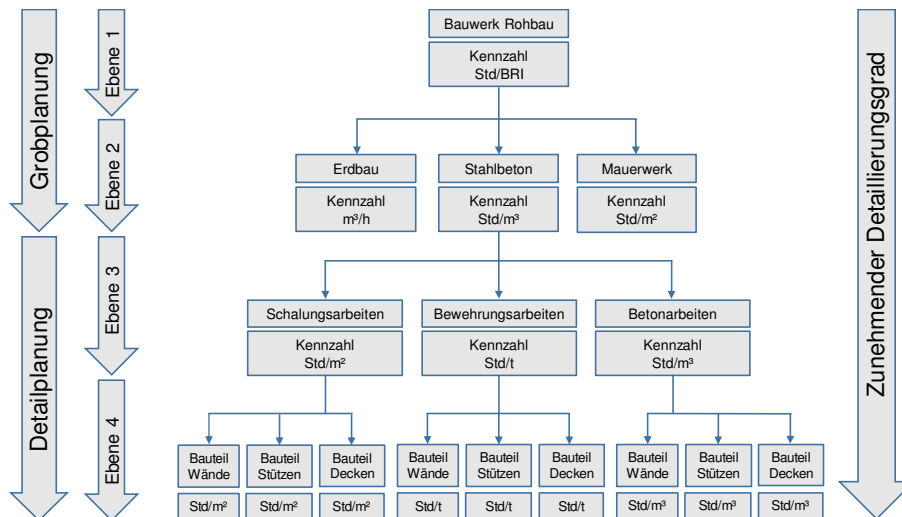 Grobplanung
Detailplanung
Ebene 1
Ebene 2
Ebene 3
Ebene 4
Bauwerk Rohbau
Kennzahl
Std/BRI
Erdbau
Kennzahl
m³/h
Stahlbeton
Kennzahl
Std/m³
Mauerwerk
Kennzahl
Std/m²
Schalungsarbeiten
Kennzahl
Std/m²
Bewehrungsarbeiten
Kennzahl
Std/t
Betonarbeiten
Kennzahl
Std/m³
Bauteil
Wände
Std/m²
Bauteil
Stützen
Std/m²
Bauteil
Decken
Std/m²
Bauteil
Wände
Std/t
Bauteil
Stützen
Std/t
Bauteil
Decken
Std/t
Bauteil
Wände
Std/m³
Bauteil
Stützen
Std/m³
Bauteil
Decken
Std/m³
Zunehmender Detaillierungsgrad